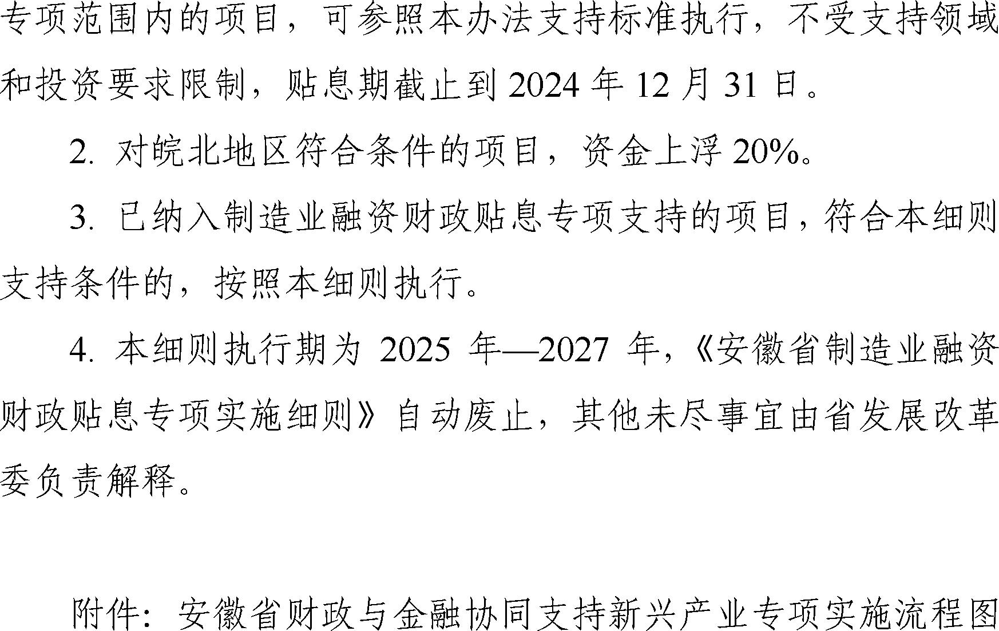 专项范围内的项目，可参照本办法支持标准执行，不受支持领域
和投资要求限制，贴息期截止到 2024 年 12 月 31 日。
2. 对皖北地区符合条件的项目，资金上浮 20%。
3. 已纳入制造业融资财政贴息专项支持的项目，符合本细则
支持条件的，按照本细则执行。
4. 本细则执行期为 2025 年—2027 年，《安徽省制造业融资
财政贴息专项实施细则》自动废止，其他未尽事宜由省发展改革
委负责解释。
附件：安徽省财政与金融协同支持新兴产业专项实施流程图